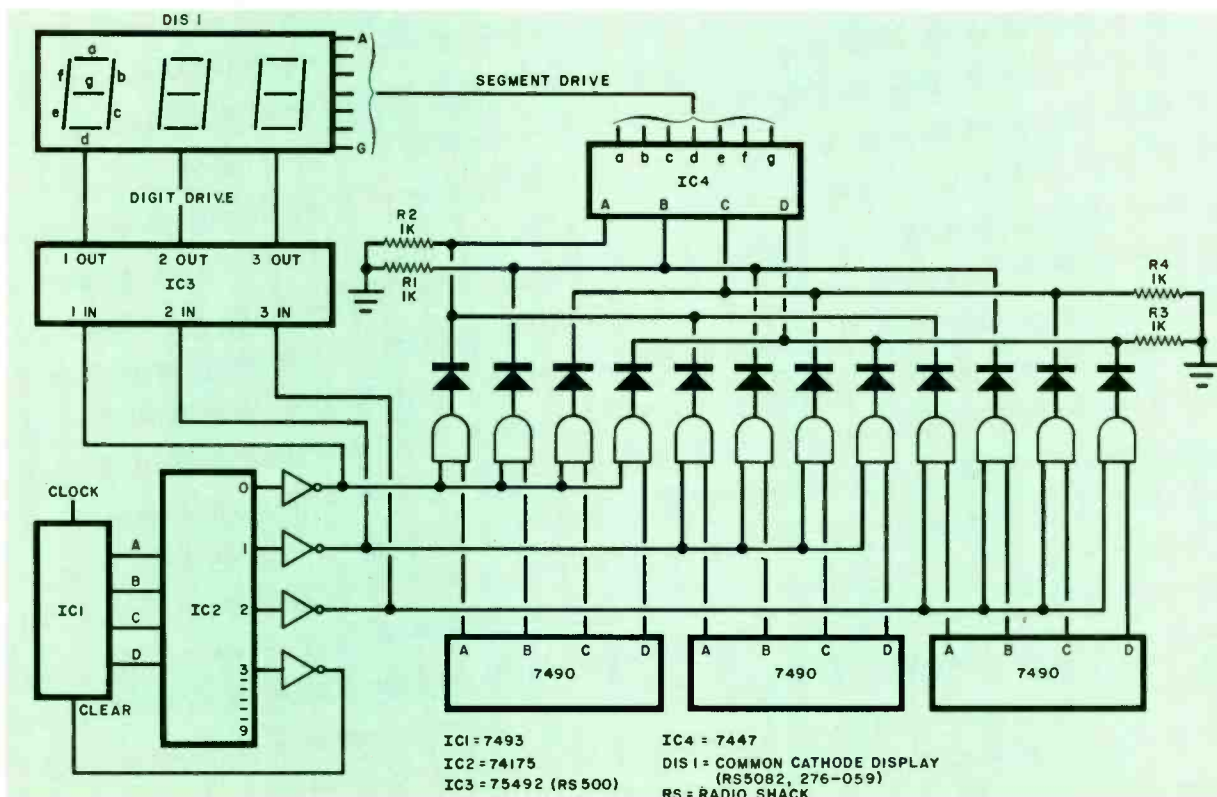 DIS 1
a
f
g
b
e
c
d
A
G
SEGMENT DRIVE
a b c d e f g
IC4
A B C D
DIGIT DRIVE
R2
1K
R1
1K
R4
1K
R3
1K
1 OUT 2 OUT 3 OUT
IC3
1 IN 2 IN 3 IN
CLOCK
IC1
A
B
C
D
CLEAR
IC2
0
1
2
3
9
A B C D
7490
A B C D
7490
A B C D
7490
IC1 = 7493
IC2 = 74175
IC3 = 75492 (RS 500)
IC4 = 7447
DIS 1 = COMMON CATHODE DISPLAY
(RS5082, 276-059)
RS = RADIO SHACK